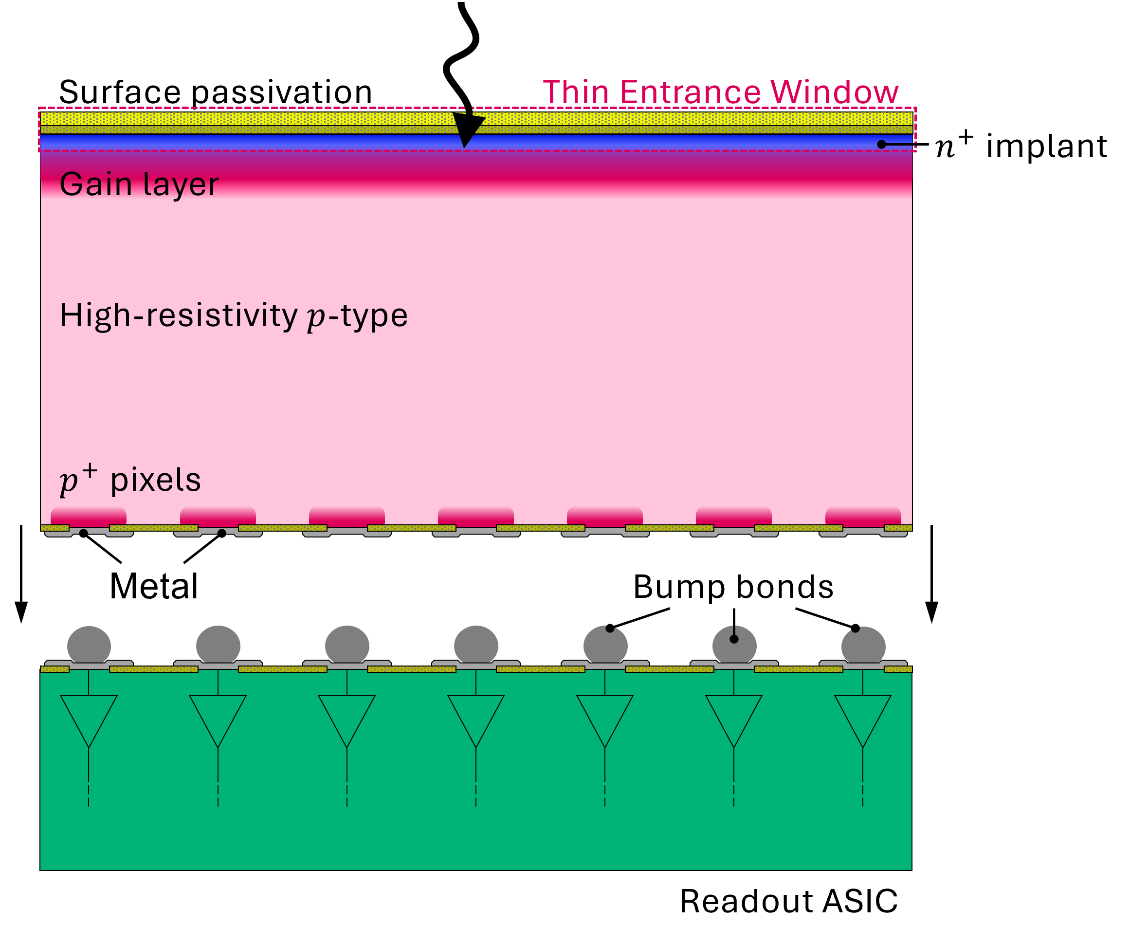 Surface passivation
Thin Entrance Window
n⁺ implant
Gain layer
High-resistivity p-type
p⁺ pixels
Metal
Bump bonds
Readout ASIC